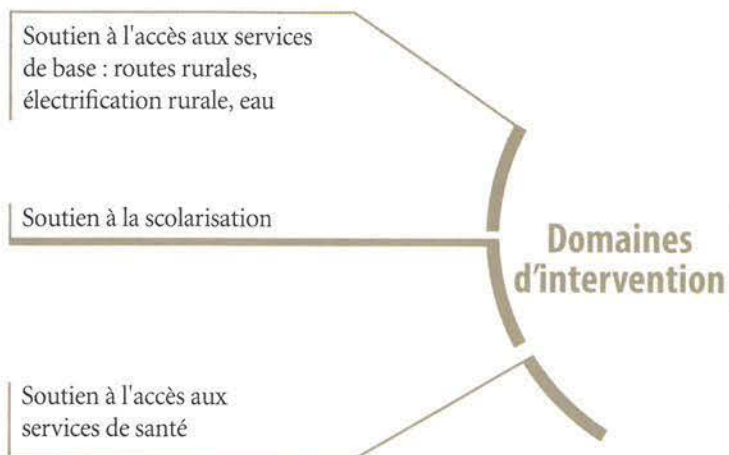 Soutien à l'accès aux services
de base : routes rurales,
électrification rurale, eau
Soutien à la scolarisation
Domaines
d'intervention
Soutien à l'accès aux
services de santé